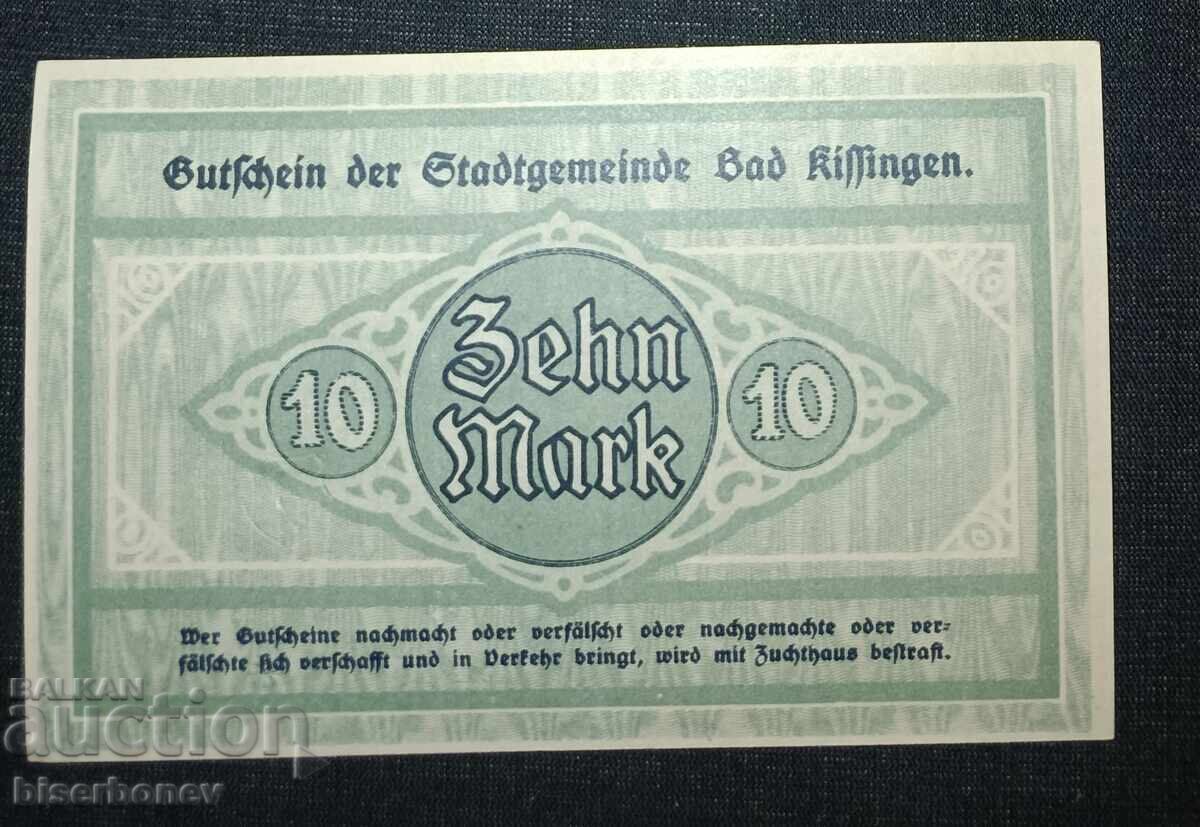 Gutschein der Stadtgemeinde Bad Kissingen.
Zehn
Mark
10
10
Wer Gutscheine nachmacht oder verfälscht oder nachgemachte oder ver=
fälschte sich verschafft und in Verkehr bringt, wird mit Zuchthaus bestraft.
BALKAN
auction
biserbonev